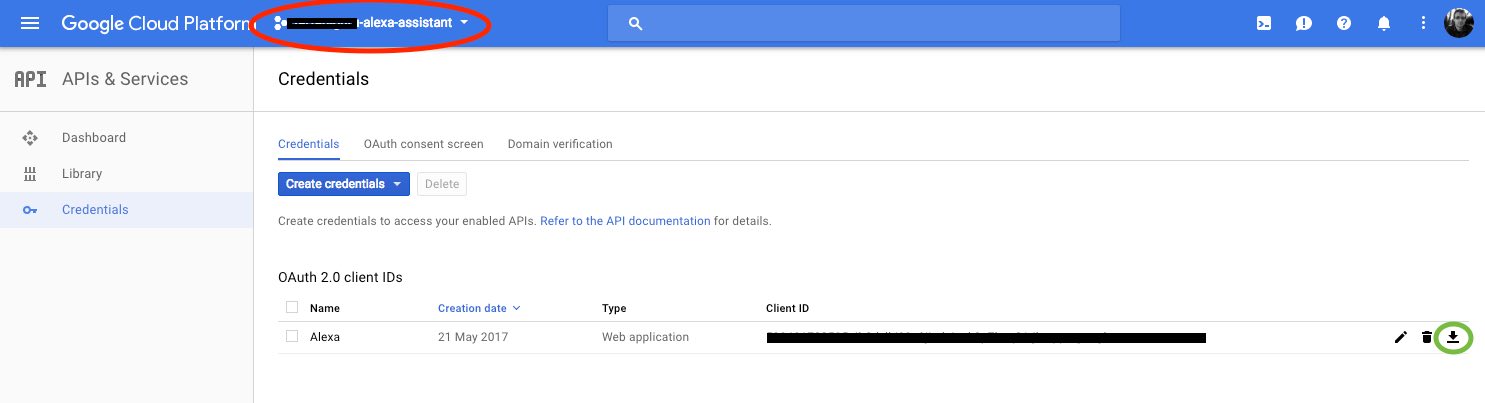 Google Cloud Platform
-alexa-assistant
API APIs & Services
Credentials
Dashboard
Library
Credentials
Credentials OAuth consent screen Domain verification
Create credentials Delete
Create credentials to access your enabled APIs. Refer to the API documentation for details.
OAuth 2.0 client IDs
Name Creation date Type Client ID
Alexa 21 May 2017 Web application